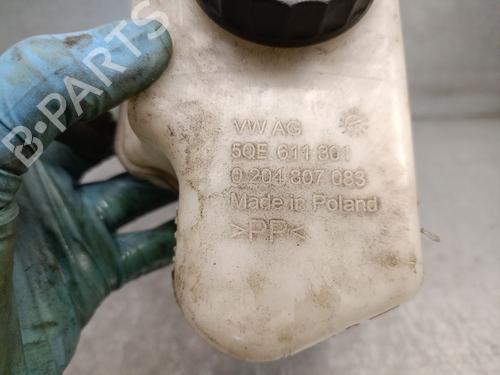 VW AG
5QE 611 301
0 204 807 083
Made in Poland
>PP<
B-PARTS